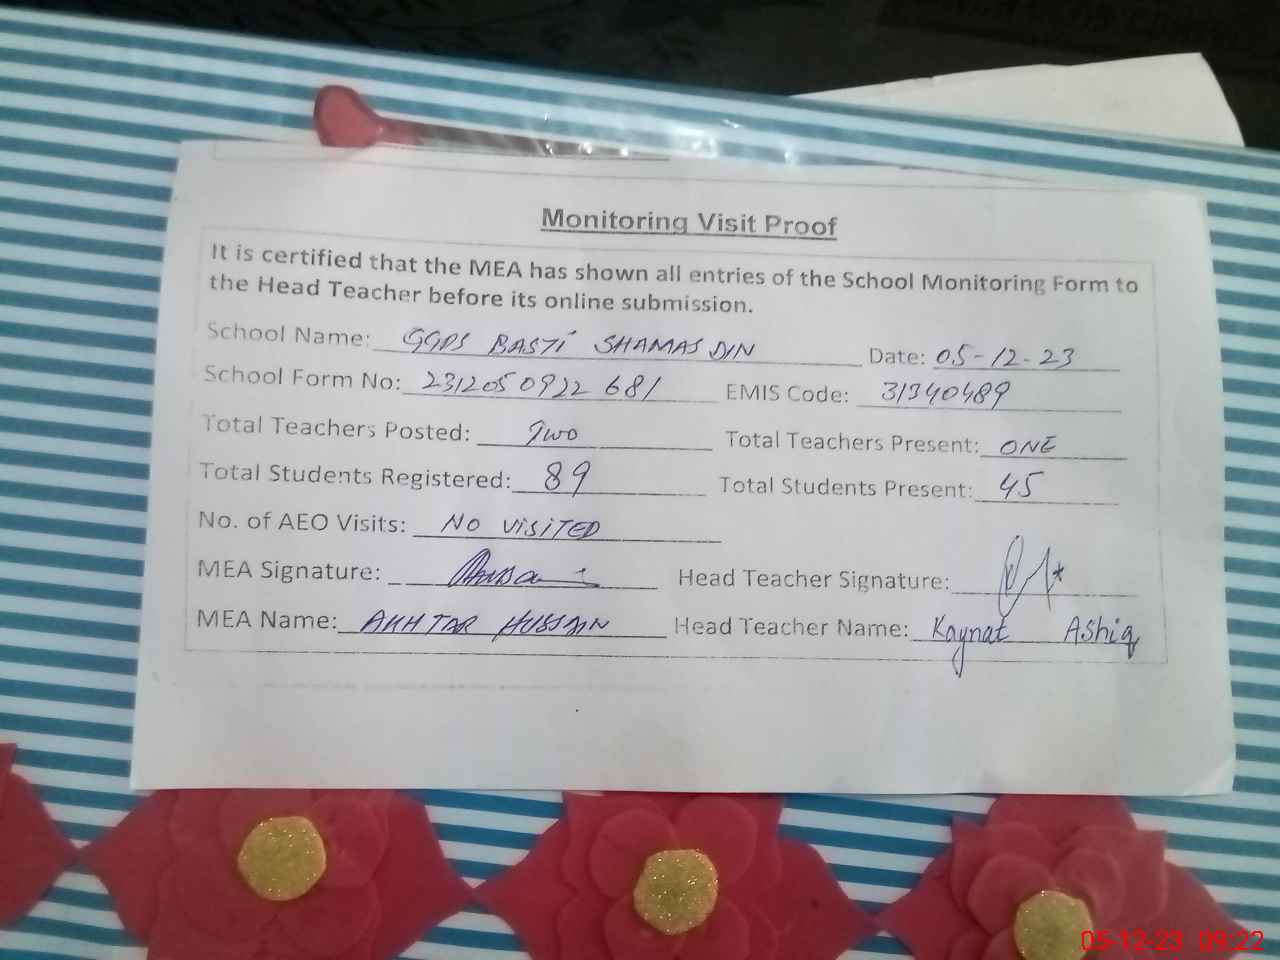 Monitoring Visit Proof
It is certified that the MEA has shown all entries of the School Monitoring Form to
the Head Teacher before its online submission.
School Name: GGPS BASTI SHAMAS DIN Date: 05-12-23
School Form No: 231205 0922 681 EMIS Code: 31340489
Total Teachers Posted: Two Total Teachers Present: ONE
Total Students Registered: 89 Total Students Present: 45
No. of AEO Visits: NO VISITED
MEA Signature: Head Teacher Signature:
MEA Name: AKHTAR HUSSAIN Head Teacher Name: Kaynat Ashiq
05-12-23 09:22